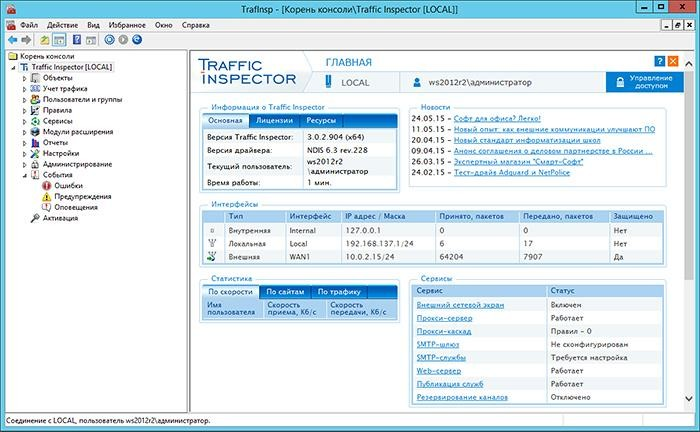 TrafInsp - [Корень консоли\Traffic Inspector [LOCAL]]
Файл Действие Вид Избранное Окно Справка
Корень консоли
Traffic Inspector [LOCAL]
Объекты
Учет трафика
Пользователи и группы
Правила
Сервисы
Модули расширения
Отчеты
Настройки
Администрирование
События
Ошибки
Предупреждения
Оповещения
Активация
TRAFFIC INSPECTOR
ГЛАВНАЯ
LOCAL ws2012r2\администратор Управление доступом
Информация о Traffic Inspector
Основная Лицензии Ресурсы
Версия Traffic Inspector: 3.0.2.904 (x64)
Версия драйвера: NDIS 6.3 rev.228
Текущий пользователь: ws2012r2\администратор
Время работы: 1 мин.
Новости
24.05.15 - Софт для офиса? Легко!
11.05.15 - Новый опыт: как внешние коммуникации улучшают ПО
20.04.15 - Новый стандарт информатизации школ
09.04.15 - Анонс соглашения о деловом партнерстве в России ...
26.03.15 - Экспертный магазин "Смарт-Софт"
24.02.15 - Тест-драйв Adguard и NetPolice
Интерфейсы
Тип Интерфейс IP адрес / Маска Принято, пакетов Передано, пакетов Защищено
Внутренняя Internal 127.0.0.1 0 0 Нет
Локальная Local 192.168.137.1/24 6 17 Нет
Внешняя WAN1 10.0.2.15/24 64204 7907 Да
Статистика
По скорости По сайтам По трафику
Имя пользователя Скорость приема, Кб/с Скорость передачи, Кб/с
Сервисы
Сервис Статус
Внешний сетевой экран Включен
Прокси-сервер Работает
Прокси-каскад Правил - 0
SMTP-шлюз Не сконфигурирован
SMTP-службы Требуется настройка
Web-сервер Работает
Публикация служб Работает
Резервирование каналов Отключено
Соединение с LOCAL, пользователь ws2012r2\администратор.